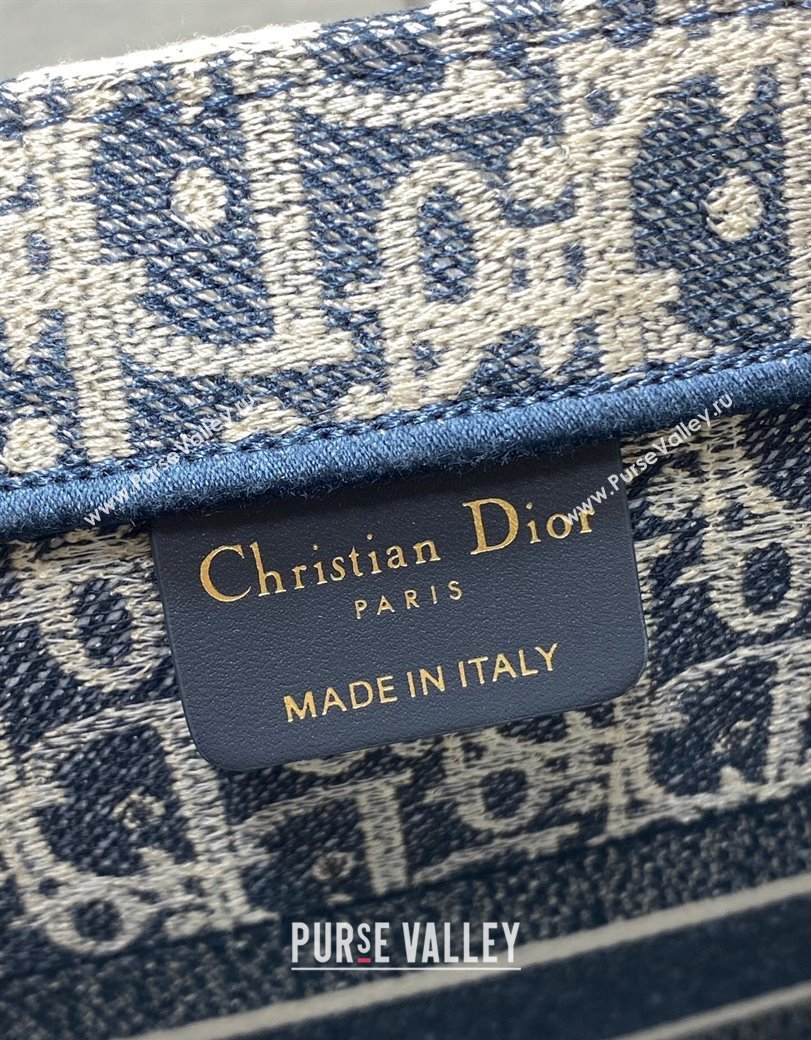 www.PurseValley.ru
www.PurseValley.ru
Christian Dior
PARIS
MADE IN ITALY
PURSE VALLEY